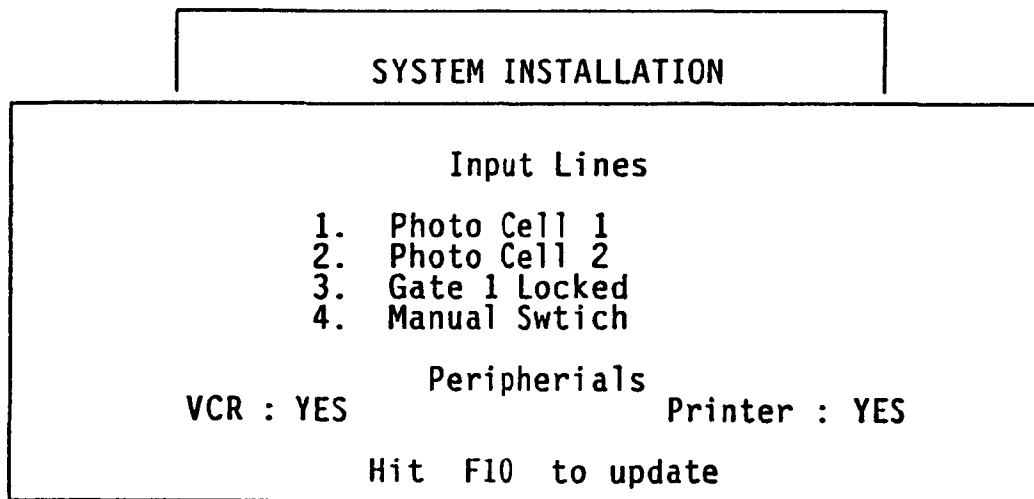 SYSTEM INSTALLATION
Input Lines
1. Photo Cell 1
2. Photo Cell 2
3. Gate 1 Locked
4. Manual Swtich
Peripherials
VCR : YES Printer : YES
Hit F10 to update